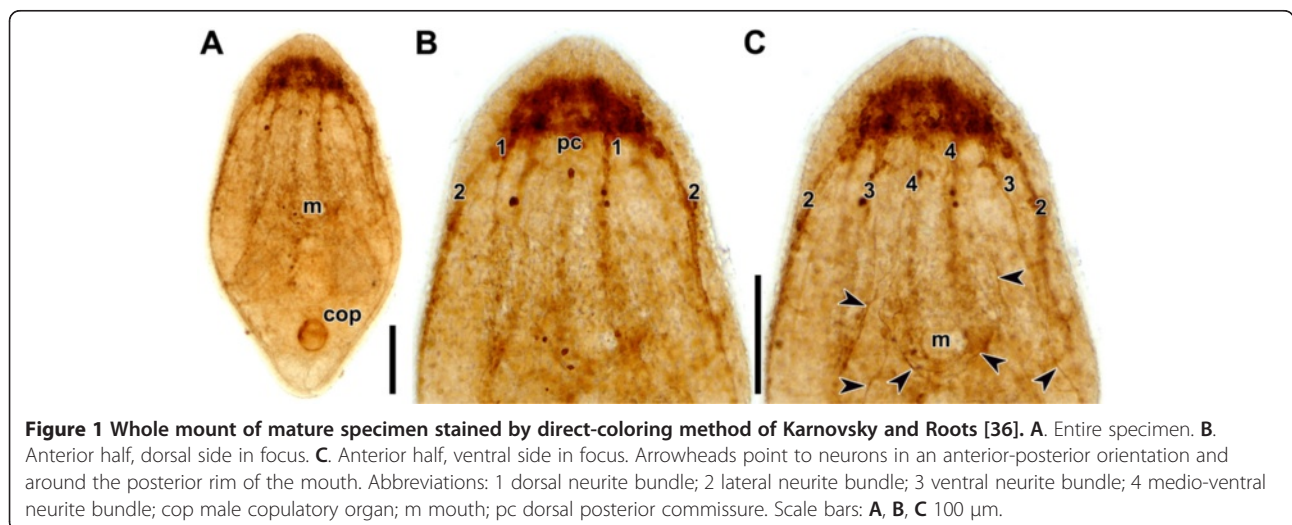 A B C
pc 1 1 4
2 2 2 3 4 3 2
m
m
cop
Figure 1 Whole mount of mature specimen stained by direct-coloring method of Karnovsky and Roots [36]. A. Entire specimen. B.
Anterior half, dorsal side in focus. C. Anterior half, ventral side in focus. Arrowheads point to neurons in an anterior-posterior orientation and
around the posterior rim of the mouth. Abbreviations: 1 dorsal neurite bundle; 2 lateral neurite bundle; 3 ventral neurite bundle; 4 medio-ventral
neurite bundle; cop male copulatory organ; m mouth; pc dorsal posterior commissure. Scale bars: A, B, C 100 μm.